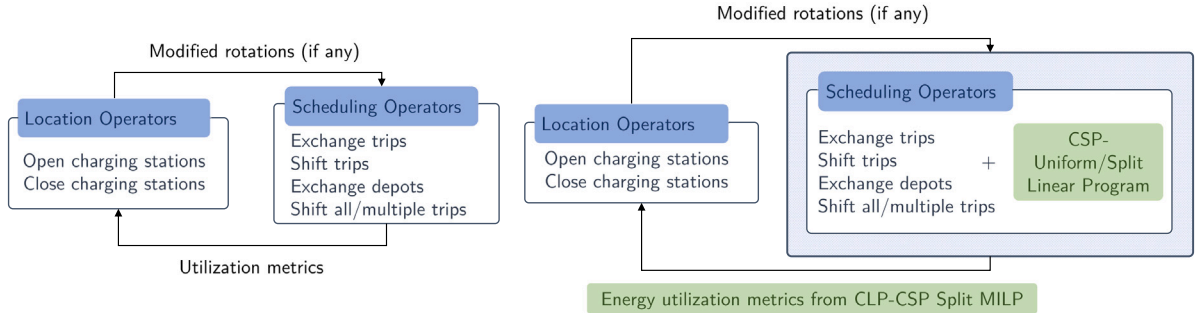 Modified rotations (if any)
Location Operators
Open charging stations
Close charging stations
Scheduling Operators
Exchange trips
Shift trips
Exchange depots
Shift all/multiple trips
Utilization metrics
Modified rotations (if any)
Location Operators
Open charging stations
Close charging stations
Scheduling Operators
Exchange trips
Shift trips
Exchange depots
Shift all/multiple trips
+
CSP-
Uniform/Split
Linear Program
Energy utilization metrics from CLP-CSP Split MILP